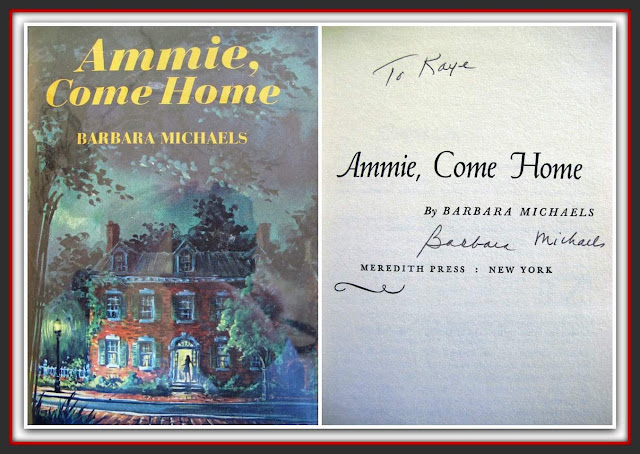 Ammie,
Come Home
BARBARA MICHAELS
To Kaye
Ammie, Come Home
By BARBARA MICHAELS
Barbara Michaels
MEREDITH PRESS : NEW YORK